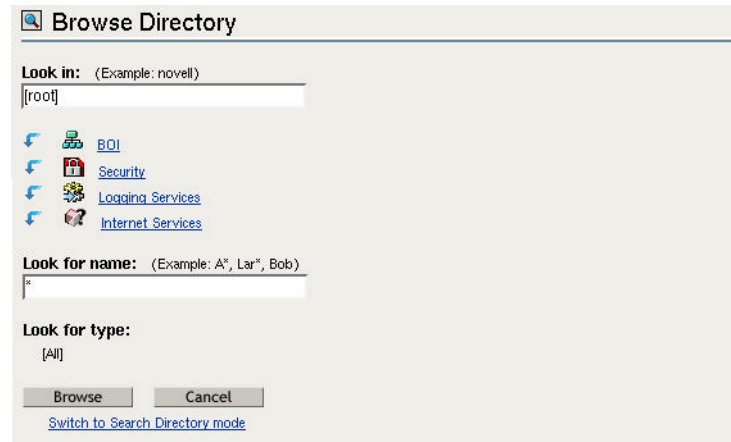 Browse Directory
Look in: (Example: novell)
[root]
BOI
Security
Logging Services
Internet Services
Look for name: (Example: A*, Lar*, Bob)
*
Look for type:
[All]
Browse Cancel
Switch to Search Directory mode